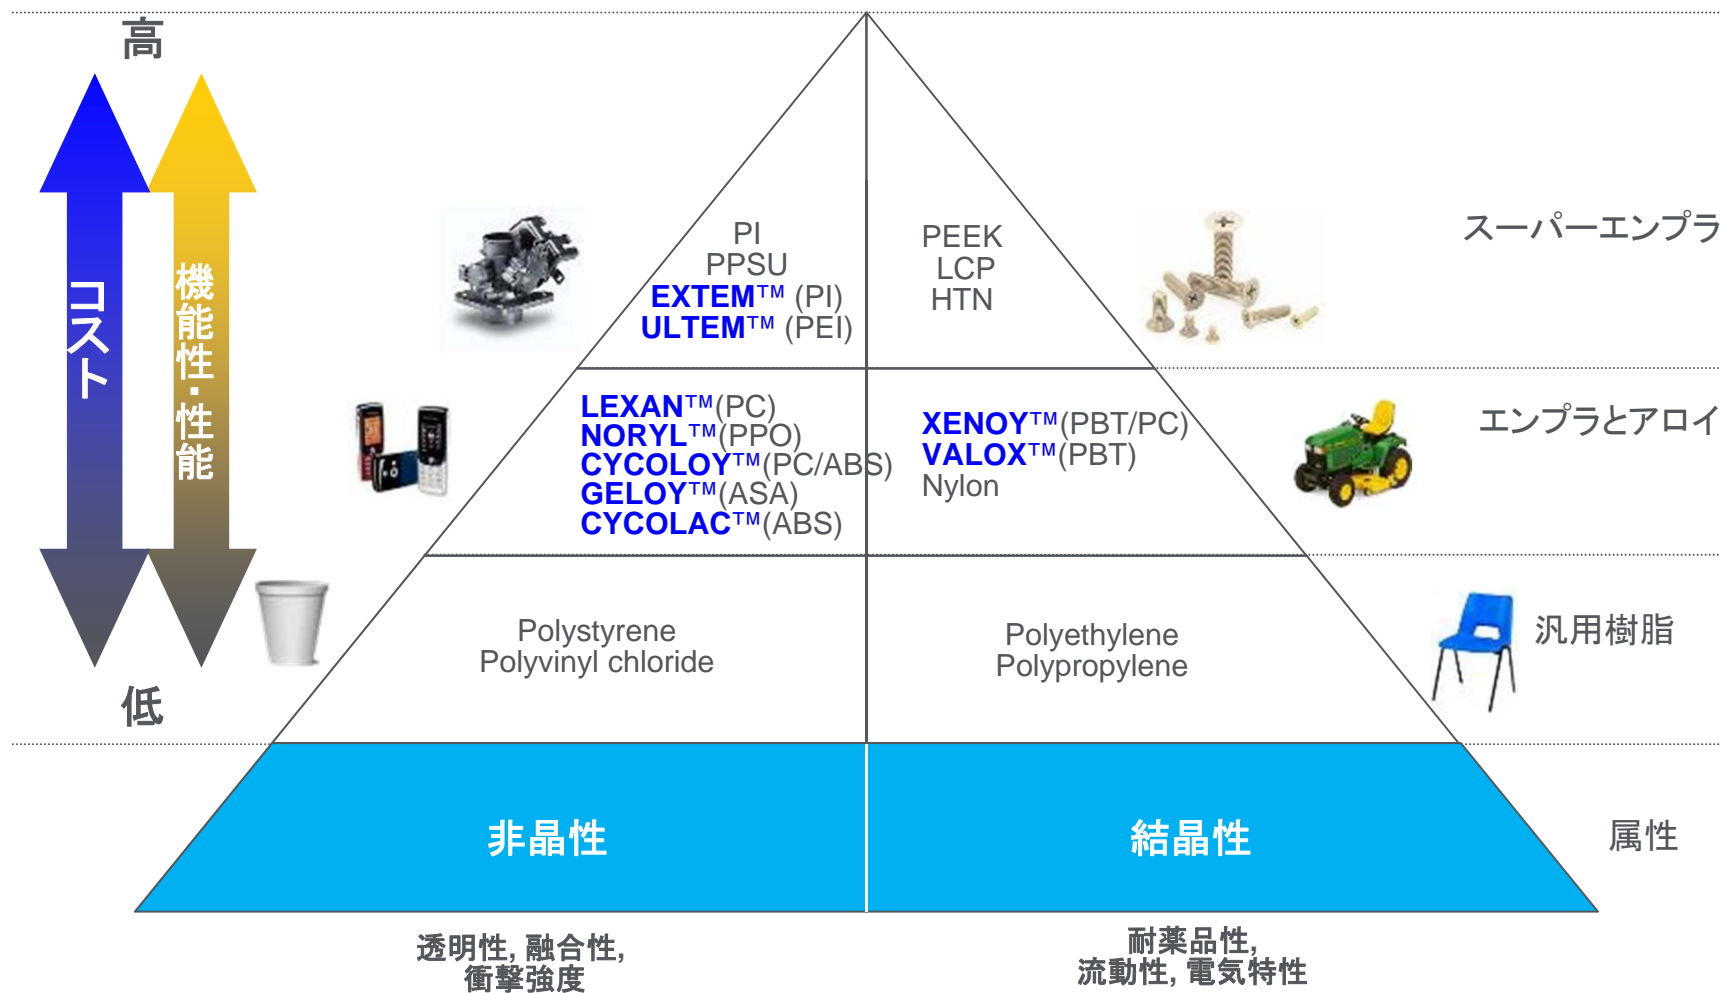 高
コスト
機能性・性能
低
PI
PPSU
EXTEM™ (PI)
ULTEM™ (PEI)
PEEK
LCP
HTN
スーパーエンプラ
LEXAN™(PC)
NORYL™(PPO)
CYCOLOY™(PC/ABS)
GELOY™(ASA)
CYCOLAC™(ABS)
XENOY™(PBT/PC)
VALOX™(PBT)
Nylon
エンプラとアロイ
Polystyrene
Polyvinyl chloride
Polyethylene
Polypropylene
汎用樹脂
非晶性
結晶性
属性
透明性, 融合性,
衝撃強度
耐薬品性,
流動性, 電気特性